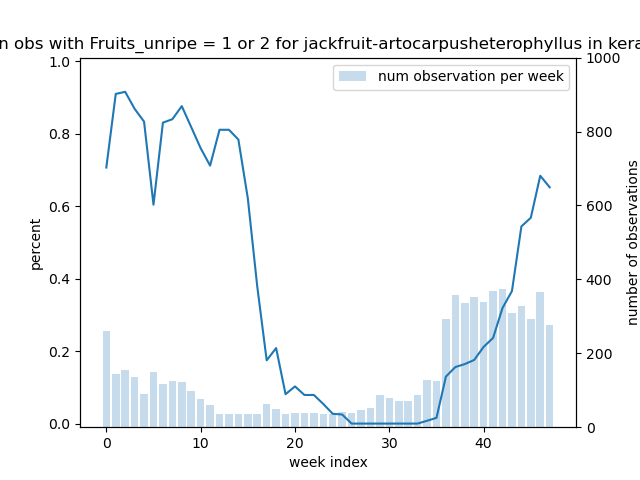 n obs with Fruits_unripe = 1 or 2 for jackfruit-artocarpusheterophyllus in kera
num observation per week
1.0
0.8
0.6
0.4
0.2
0.0
percent
1000
800
600
400
200
0
number of observations
0 10 20 30 40
week index